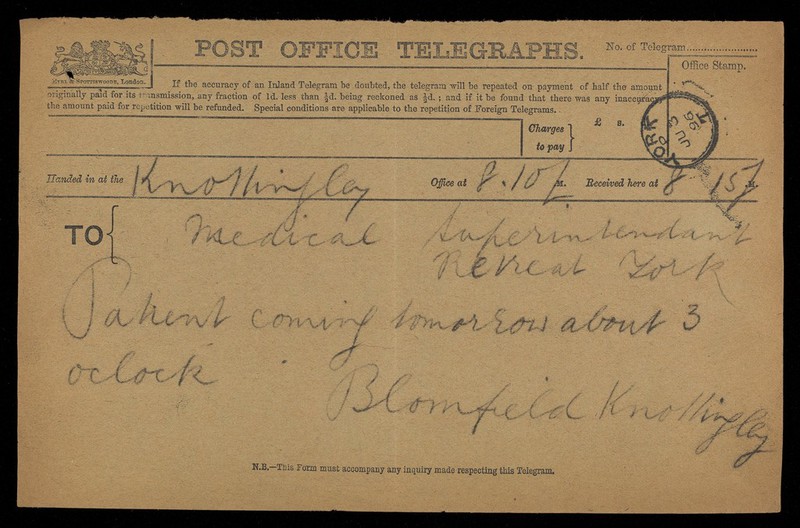 POST OFFICE TELEGRAPHS.
No. of Telegram
Office Stamp.
SPOTTISWOODE, London.
If the accuracy of an Inland Telegram be doubted, the telegram will be repeated on payment of half the amount
originally paid for its transmission, any fraction of 1d. less than ½d. being reckoned as ½d.; and if it be found that there was any inaccuracy
the amount paid for repetition will be refunded. Special conditions are applicable to the repetition of Foreign Telegrams.
Charges to pay
£ s.
YORK
JU 3
96
Handed in at the Knottingley Office at 8.10 P M. Received here at 8 15 P M.
TO Medical Superintendant
Retreat York
Patient coming tomorrow about 3
oclock
Blomfield Knottingley
N.B.—This Form must accompany any inquiry made respecting this Telegram.